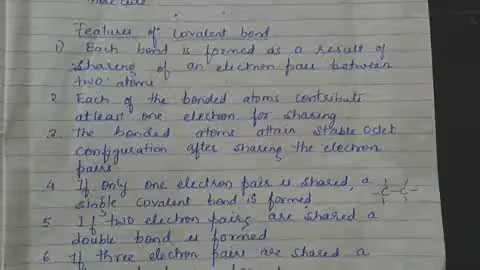 molecule.
Features of covalent bond
1) Each bond is formed as a result of
sharing of an electron pair between
two atoms
2. Each of the bonded atoms contribute
atleast one electron for sharing.
3. The bonded atoms attain stable octet
configuration after sharing the electron
pairs
4. If only one electron pair is shared, a
single covalent bond is formed -C-C-
5. If two electron pairs are shared a
double bond is formed
6. If three electron pairs are shared a